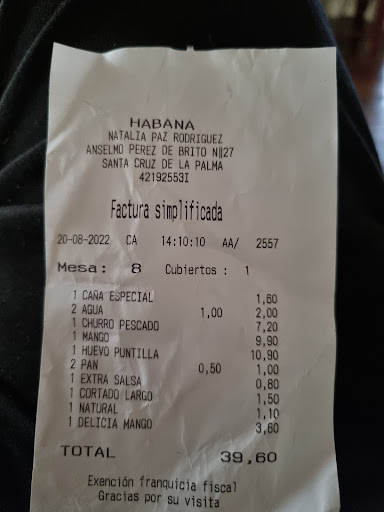 HABANA
NATALIA PAZ RODRIGUEZ
ANSELMO PEREZ DE BRITO Nº27
SANTA CRUZ DE LA PALMA
42192553I
Factura simplificada
20-08-2022 CA 14:10:10 AA/ 2557
Mesa: 8 Cubiertos : 1
1 CAÑA ESPECIAL 1,60
2 AGUA 1,00 2,00
1 CHURRO PESCADO 7,20
1 MANGO 9,90
1 HUEVO PUNTILLA 10,90
2 PAN 0,50 1,00
1 EXTRA SALSA 0,80
1 CORTADO LARGO 1,50
1 NATURAL 1,10
1 DELICIA MANGO 3,60
TOTAL 39,60
Exención franquicia fiscal
Gracias por su visita